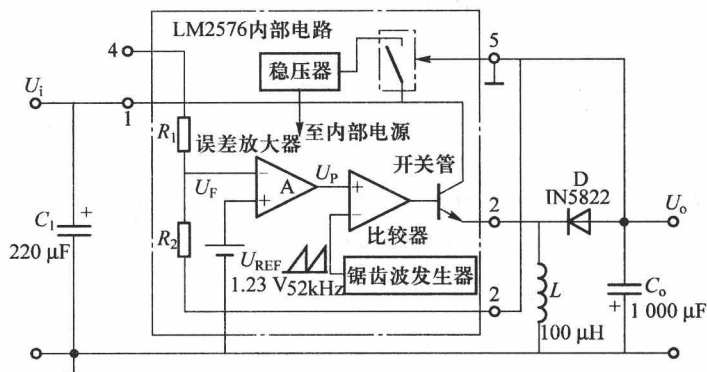 LM2576内部电路
4
稳压器
5
Ui
1
至内部电源
R1
误差放大器
开关管
UF
A
UP
2
D
IN5822
Uo
C1
220 μF
R2
比较器
UREF
1.23 V
52kHz
锯齿波发生器
2
L
100 μH
Co
1 000 μF